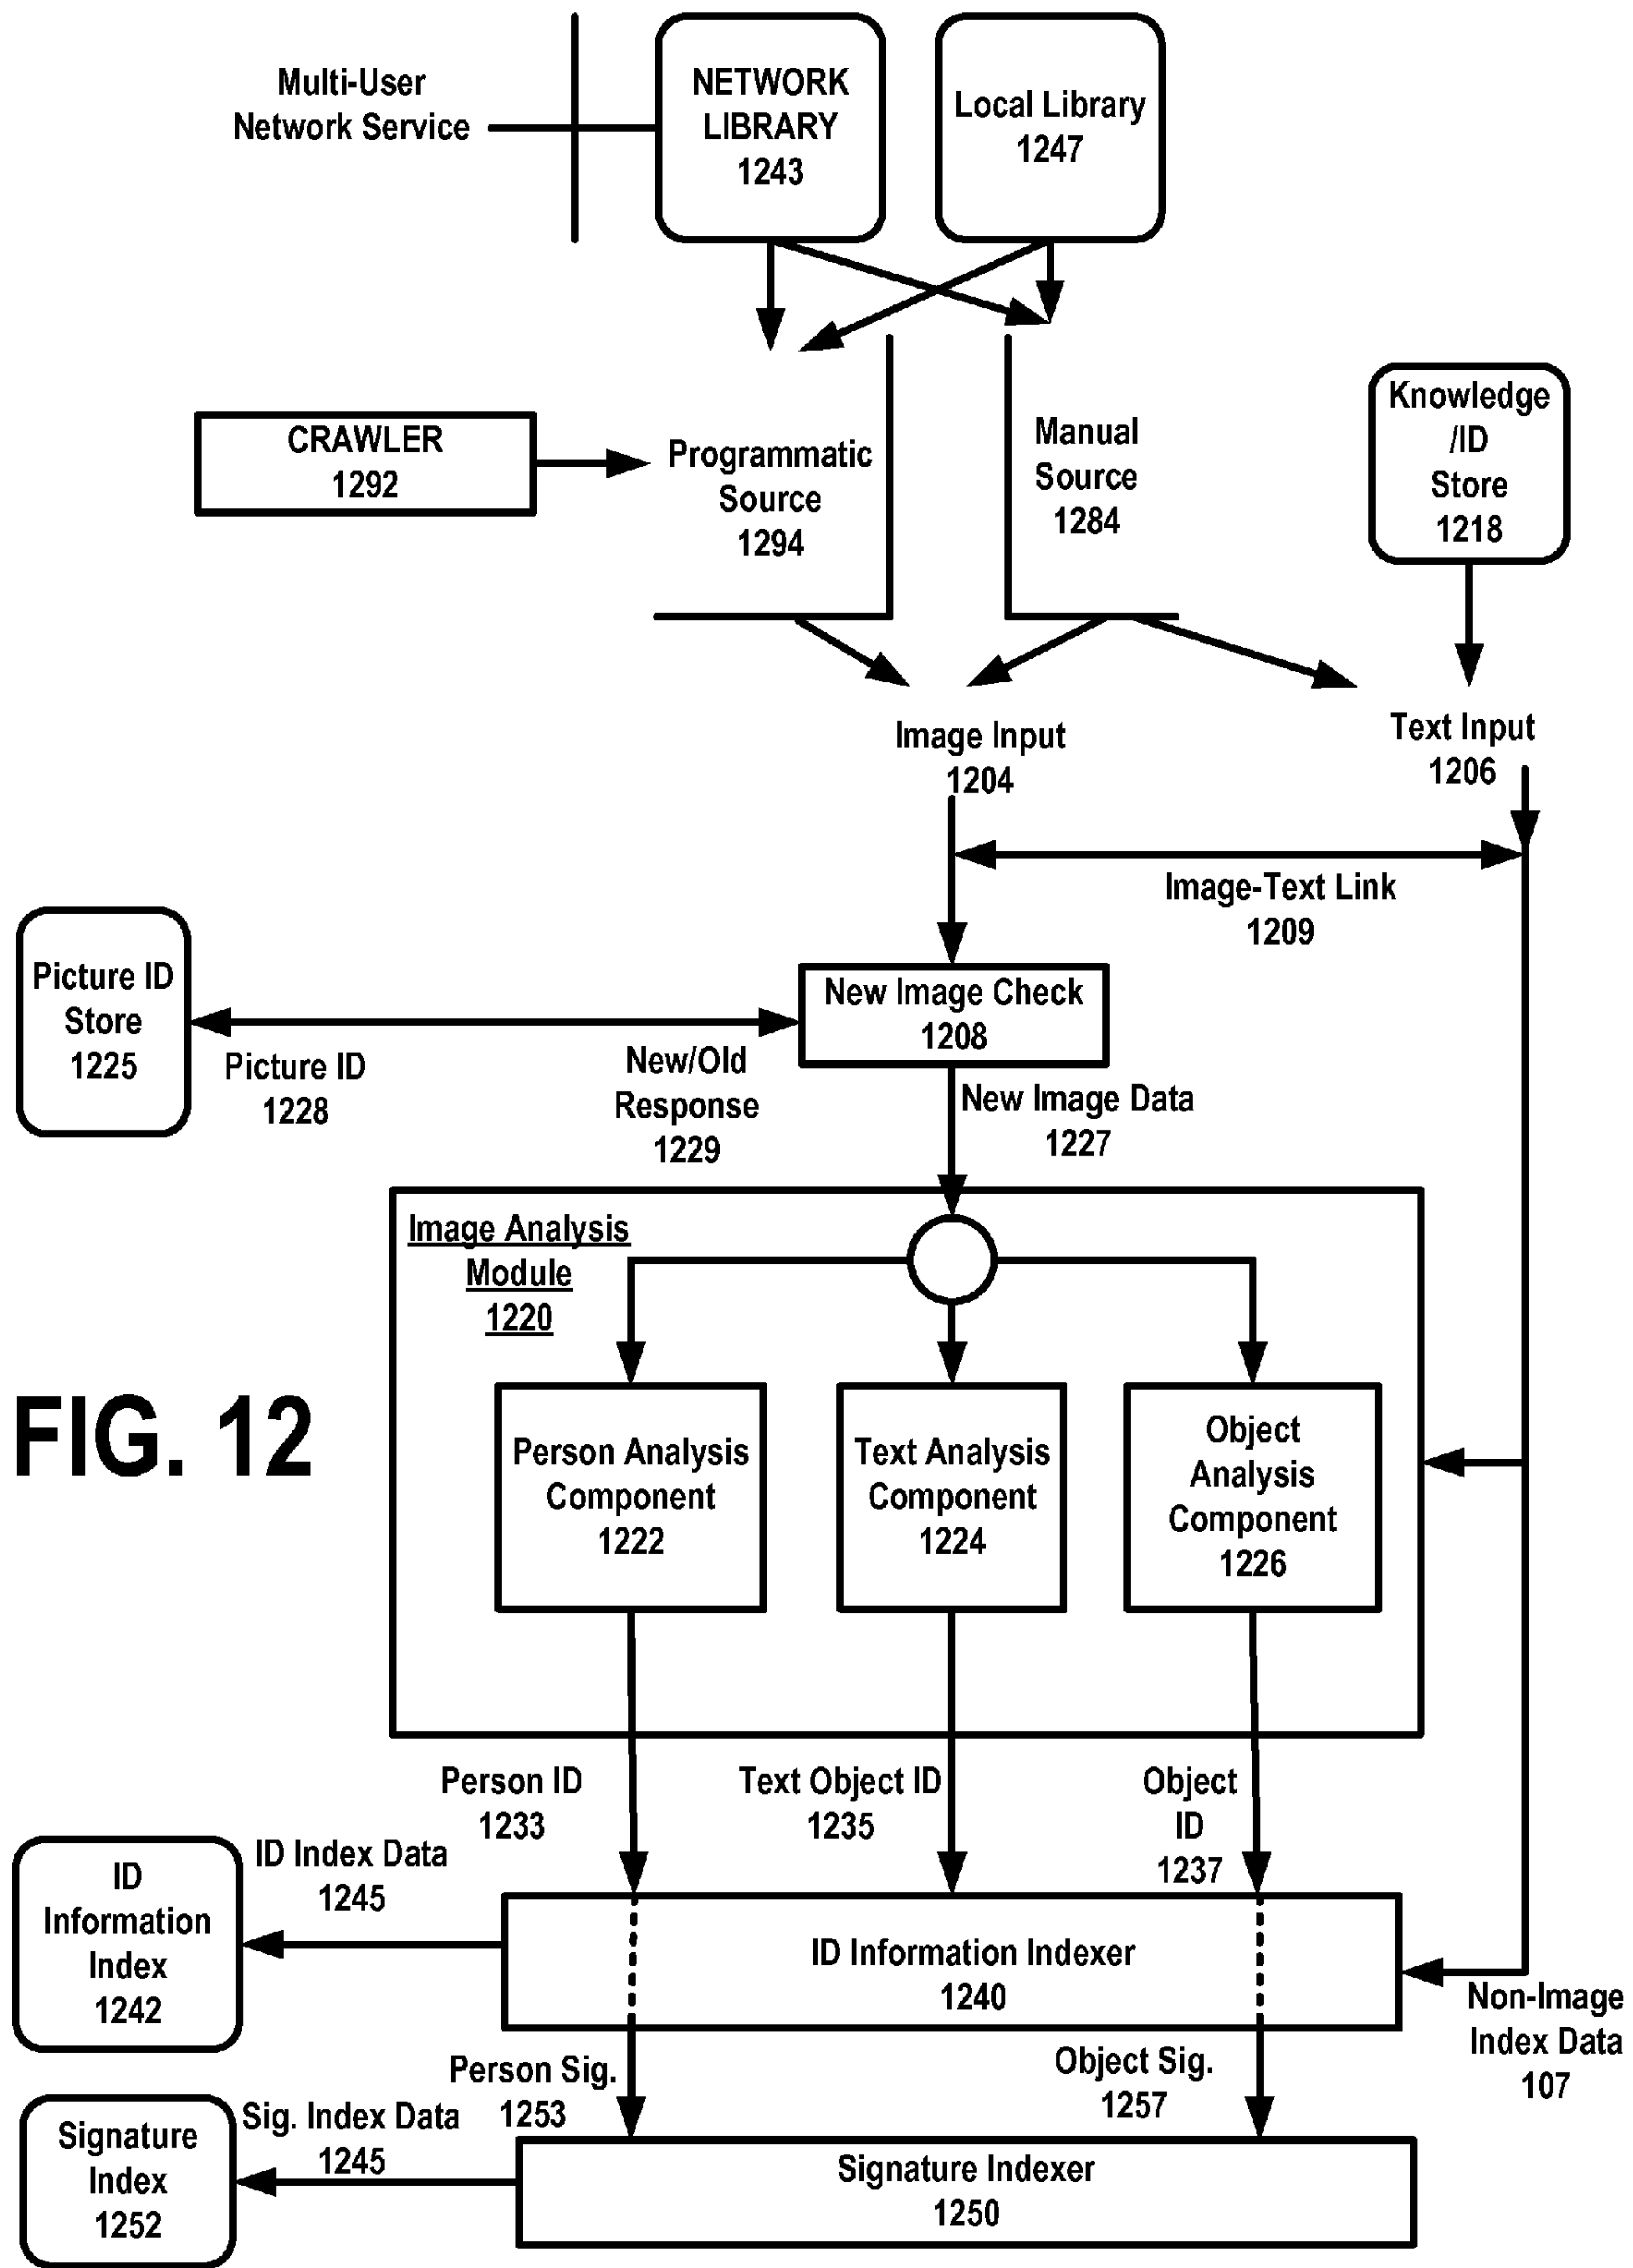 Multi-User
Network Service
NETWORK
LIBRARY
1243
Local Library
1247
CRAWLER
1292
Programmatic
Source
1294
Manual
Source
1284
Knowledge
/ID
Store
1218
Image Input
1204
Text Input
1206
Image-Text Link
1209
Picture ID
Store
1225
Picture ID
1228
New/Old
Response
1229
New Image Check
1208
New Image Data
1227
Image Analysis
Module
1220
FIG. 12
Person Analysis
Component
1222
Text Analysis
Component
1224
Object
Analysis
Component
1226
Person ID
1233
Text Object ID
1235
Object
ID
1237
ID
Information
Index
1242
ID Index Data
1245
ID Information Indexer
1240
Non-Image
Index Data
107
Person Sig.
1253
Object Sig.
1257
Signature
Index
1252
Sig. Index Data
1245
Signature Indexer
1250